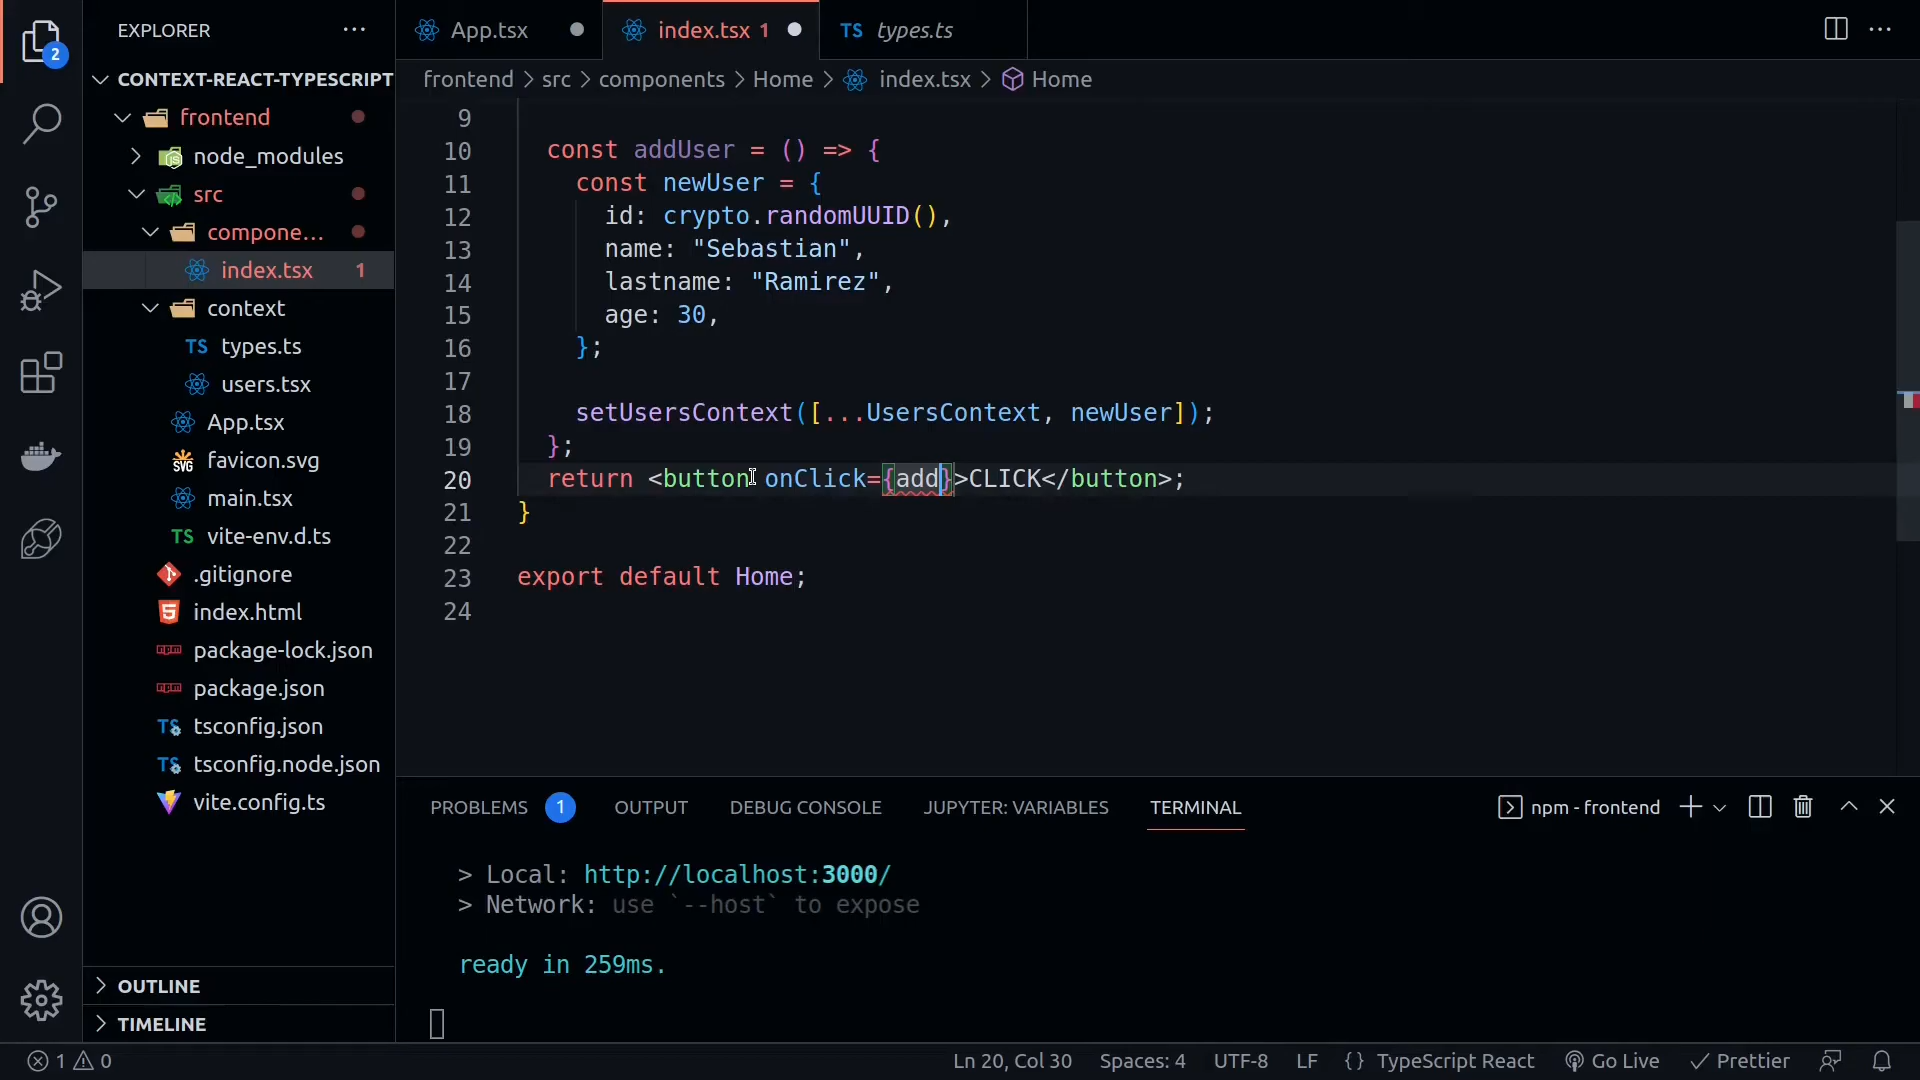 2
EXPLORER
CONTEXT-REACT-TYPESCRIPT
frontend
node_modules
src
compone...
index.tsx 1
context
types.ts
users.tsx
App.tsx
favicon.svg
main.tsx
vite-env.d.ts
.gitignore
index.html
package-lock.json
package.json
tsconfig.json
tsconfig.node.json
vite.config.ts
OUTLINE
TIMELINE
App.tsx
index.tsx 1
TS types.ts
frontend > src > components > Home > index.tsx > Home
9
10 const addUser = () => {
11 const newUser = {
12 id: crypto.randomUUID(),
13 name: "Sebastian",
14 lastname: "Ramirez",
15 age: 30,
16 };
17
18 setUsersContext([...UsersContext, newUser]);
19 };
20 return <button onClick={add}>CLICK</button>;
21 }
22
23 export default Home;
24
PROBLEMS 1 OUTPUT DEBUG CONSOLE JUPYTER: VARIABLES TERMINAL npm - frontend
> Local: http://localhost:3000/
> Network: use `--host` to expose
ready in 259ms.
1 0 Ln 20, Col 30 Spaces: 4 UTF-8 LF {} TypeScript React Go Live Prettier